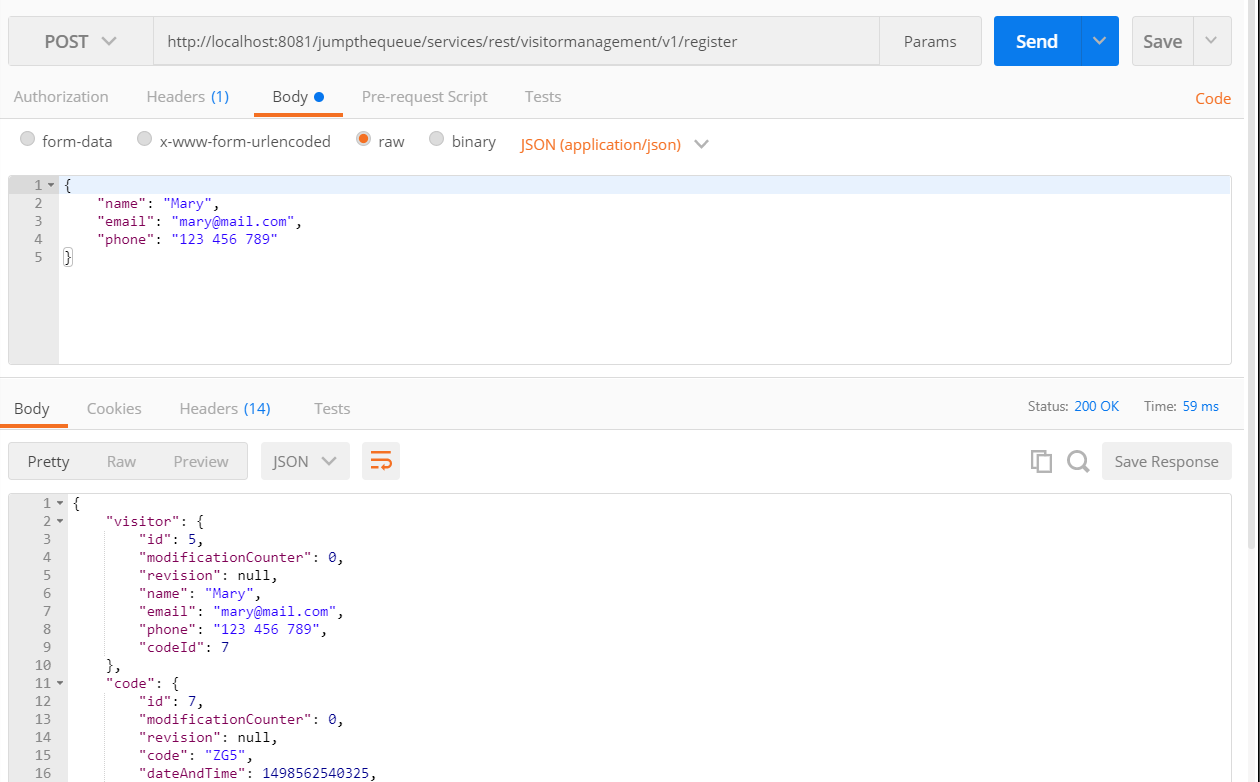 POST http://localhost:8081/jumpthequeue/services/rest/visitormanagement/v1/register Params Send Save
Authorization Headers (1) Body Pre-request Script Tests Code
form-data x-www-form-urlencoded raw binary JSON (application/json)
1 {
2 "name": "Mary",
3 "email": "mary@mail.com",
4 "phone": "123 456 789"
5 }
Body Cookies Headers (14) Tests Status: 200 OK Time: 59 ms
Pretty Raw Preview JSON Save Response
1 {
2 "visitor": {
3 "id": 5,
4 "modificationCounter": 0,
5 "revision": null,
6 "name": "Mary",
7 "email": "mary@mail.com",
8 "phone": "123 456 789",
9 "codeId": 7
10 },
11 "code": {
12 "id": 7,
13 "modificationCounter": 0,
14 "revision": null,
15 "code": "ZG5",
16 "dateAndTime": 1498562540325,